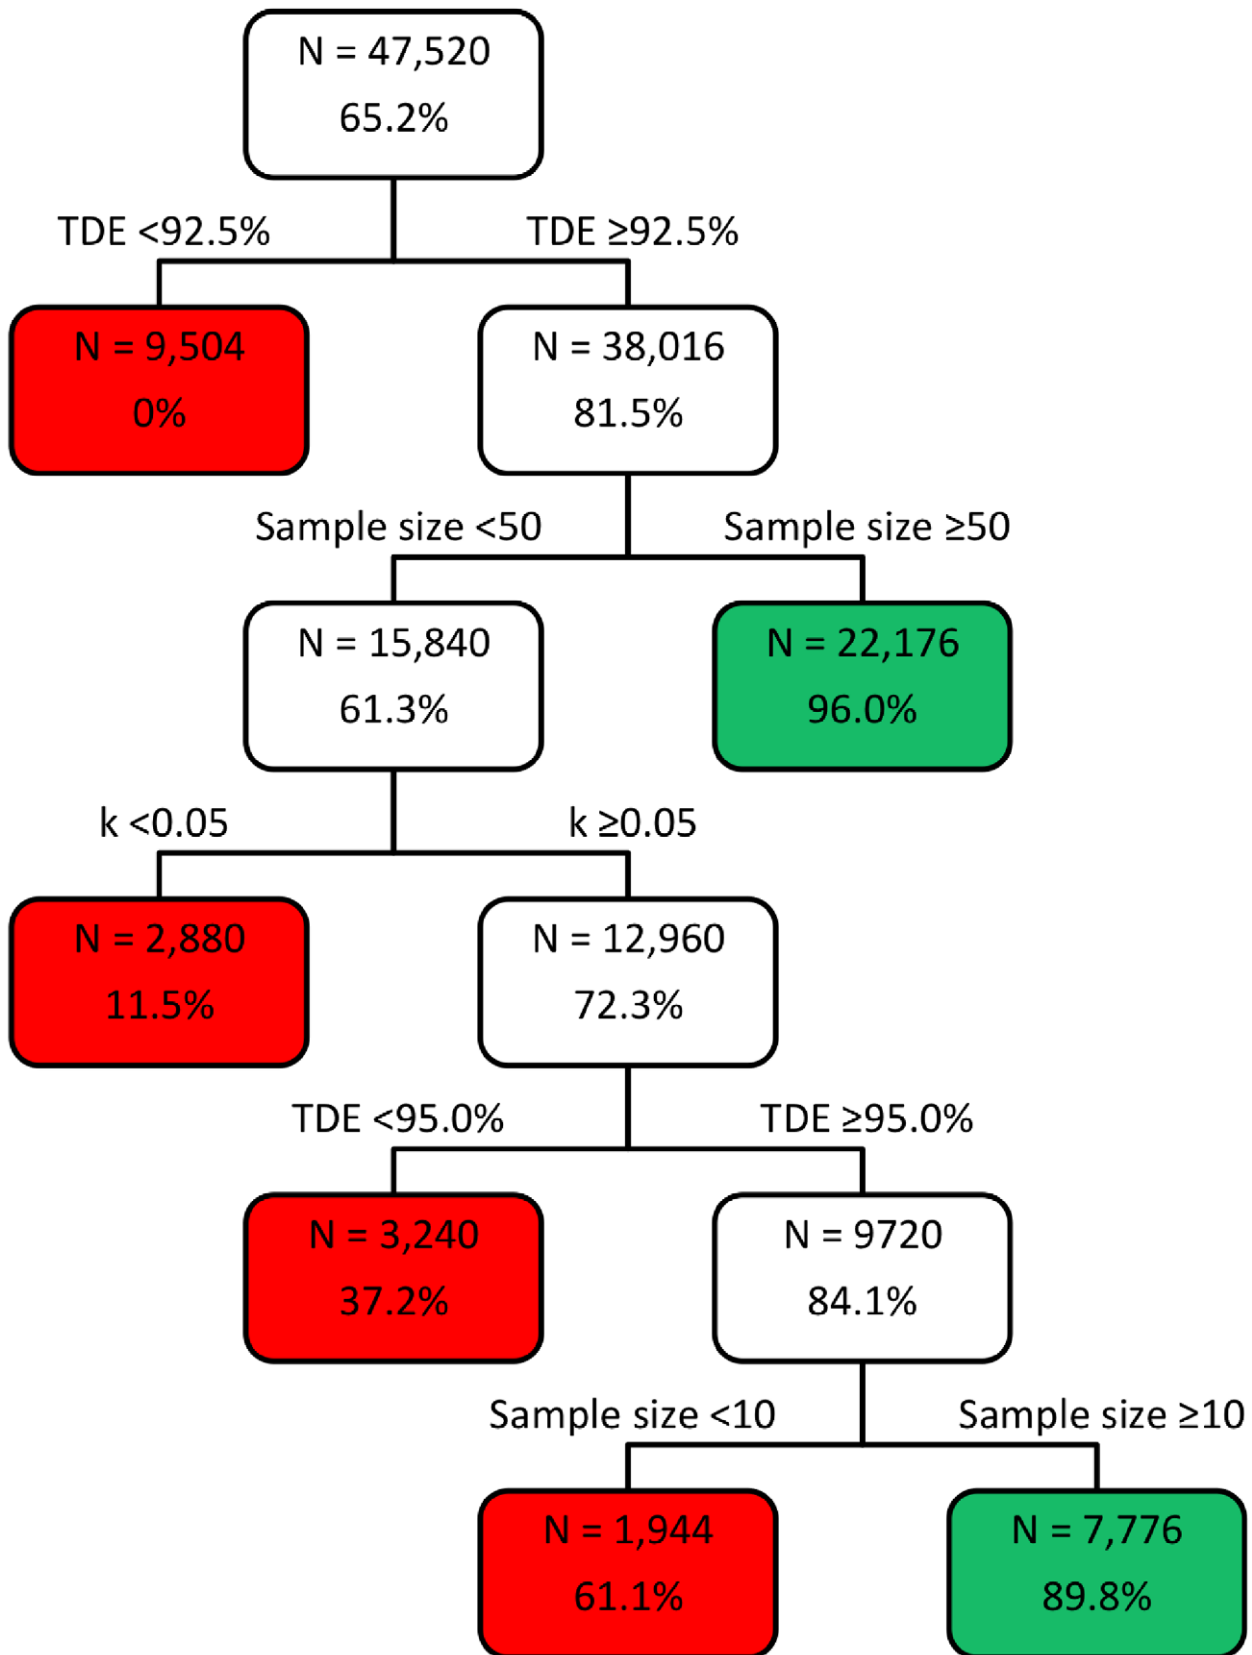 N = 47,520
65.2%
TDE <92.5%
TDE ≥92.5%
N = 9,504
0%
N = 38,016
81.5%
Sample size <50
Sample size ≥50
N = 15,840
61.3%
N = 22,176
96.0%
k <0.05
k ≥0.05
N = 2,880
11.5%
N = 12,960
72.3%
TDE <95.0%
TDE ≥95.0%
N = 3,240
37.2%
N = 9720
84.1%
Sample size <10
Sample size ≥10
N = 1,944
61.1%
N = 7,776
89.8%